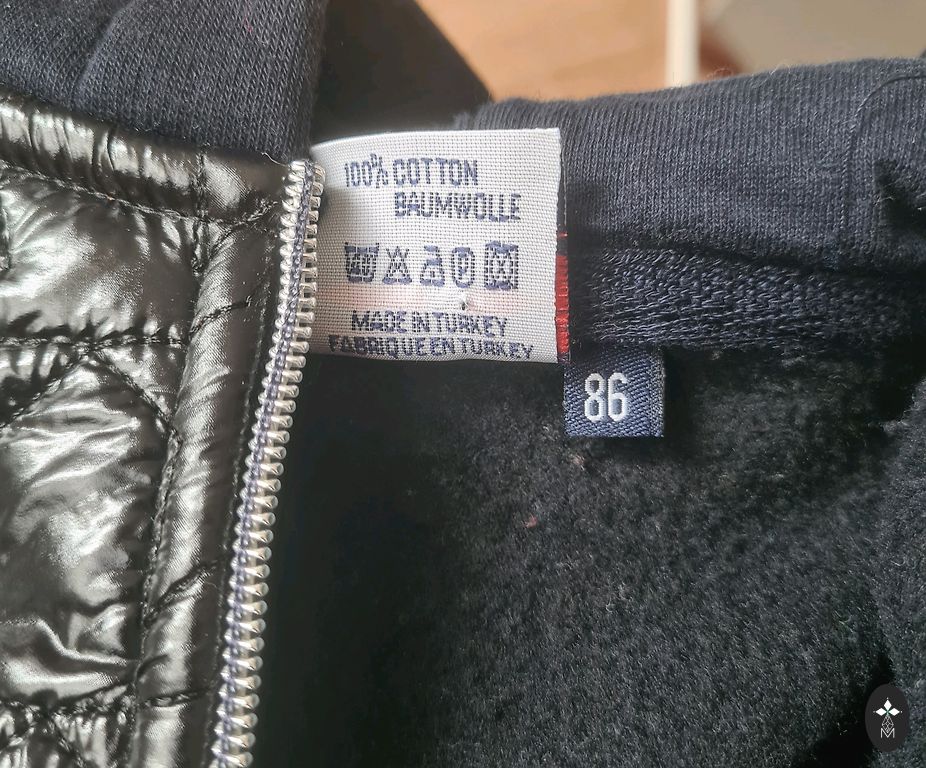 100% COTTON
BAUMWOLLE
MADE IN TURKEY
FABRIQUE EN TURKEY
86
M